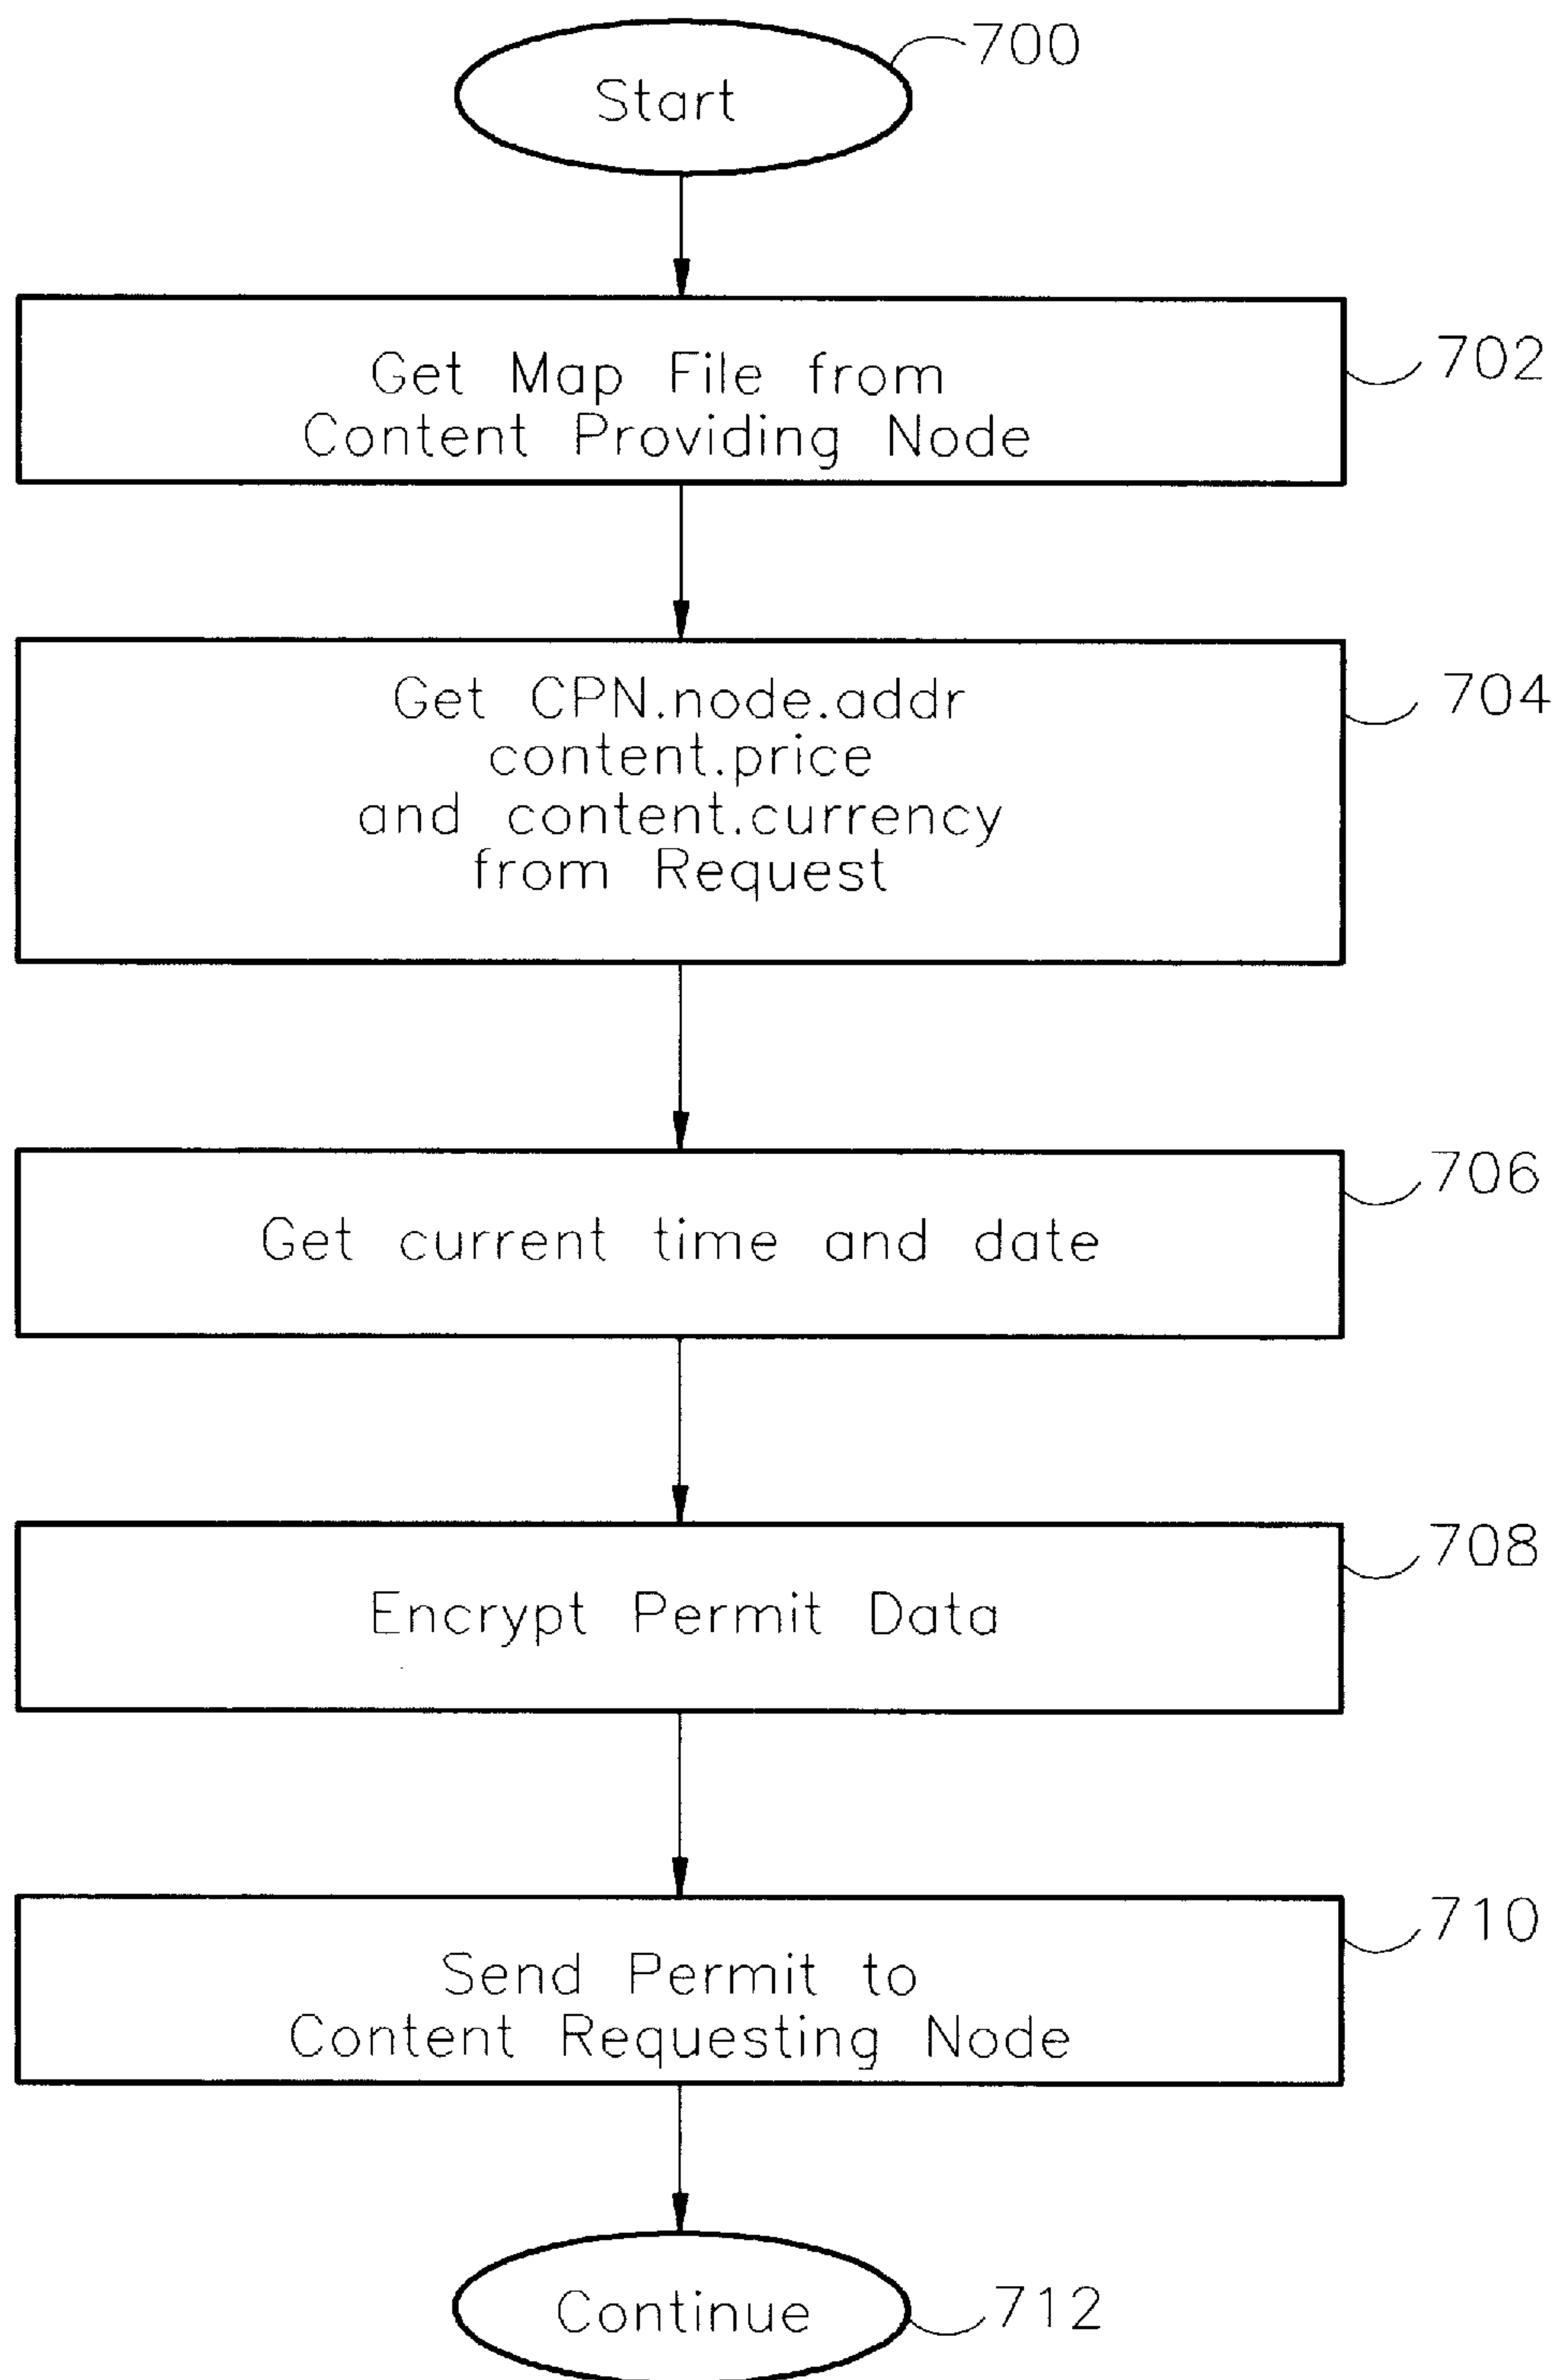 700
Start
702
Get Map File from
Content Providing Node
704
Get CPN.node.addr
content.price
and content.currency
from Request
706
Get current time and date
708
Encrypt Permit Data
710
Send Permit to
Content Requesting Node
Continue
712